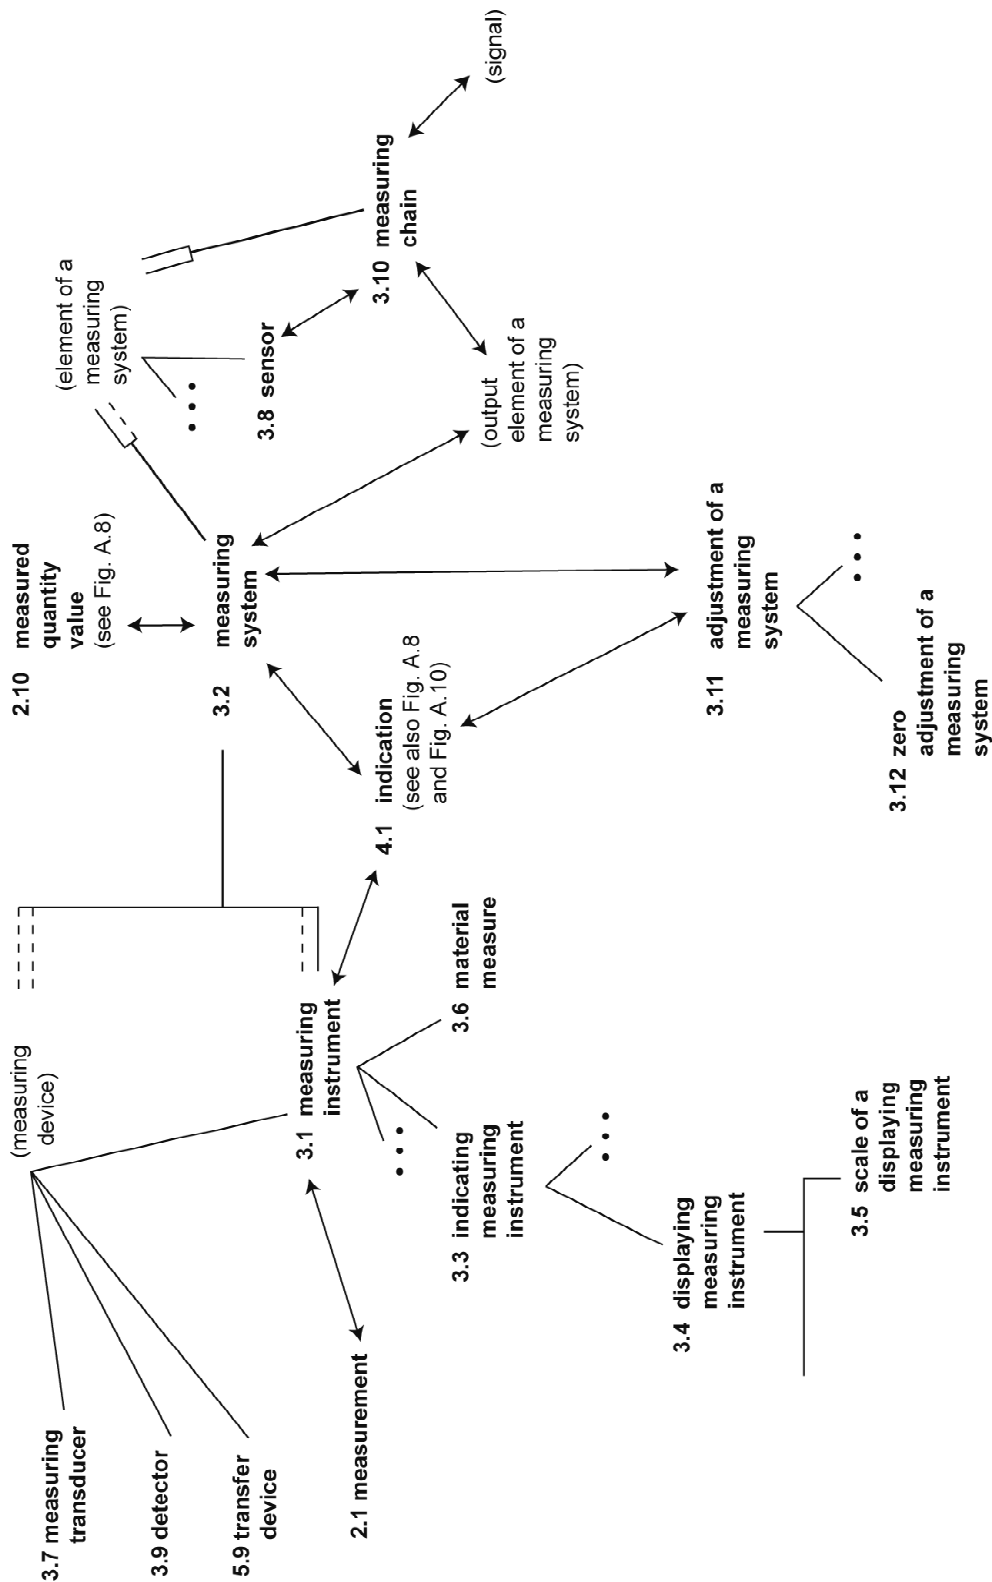 2.10 measured
quantity
value
(see Fig. A.8)
(element of a
measuring
system)
(signal)
3.10 measuring
chain
3.8 sensor
...
3.2 measuring
system
(output
element of a
measuring
system)
(measuring
device)
3.7 measuring
transducer
3.9 detector
5.9 transfer
device
2.1 measurement
3.1 measuring
instrument
4.1 indication
(see also Fig. A.8
and Fig. A.10)
...
3.3 indicating
measuring
instrument
3.6 material
measure
...
3.4 displaying
measuring
instrument
3.5 scale of a
displaying
measuring
instrument
3.11 adjustment of a
measuring
system
...
3.12 zero
adjustment of a
measuring
system